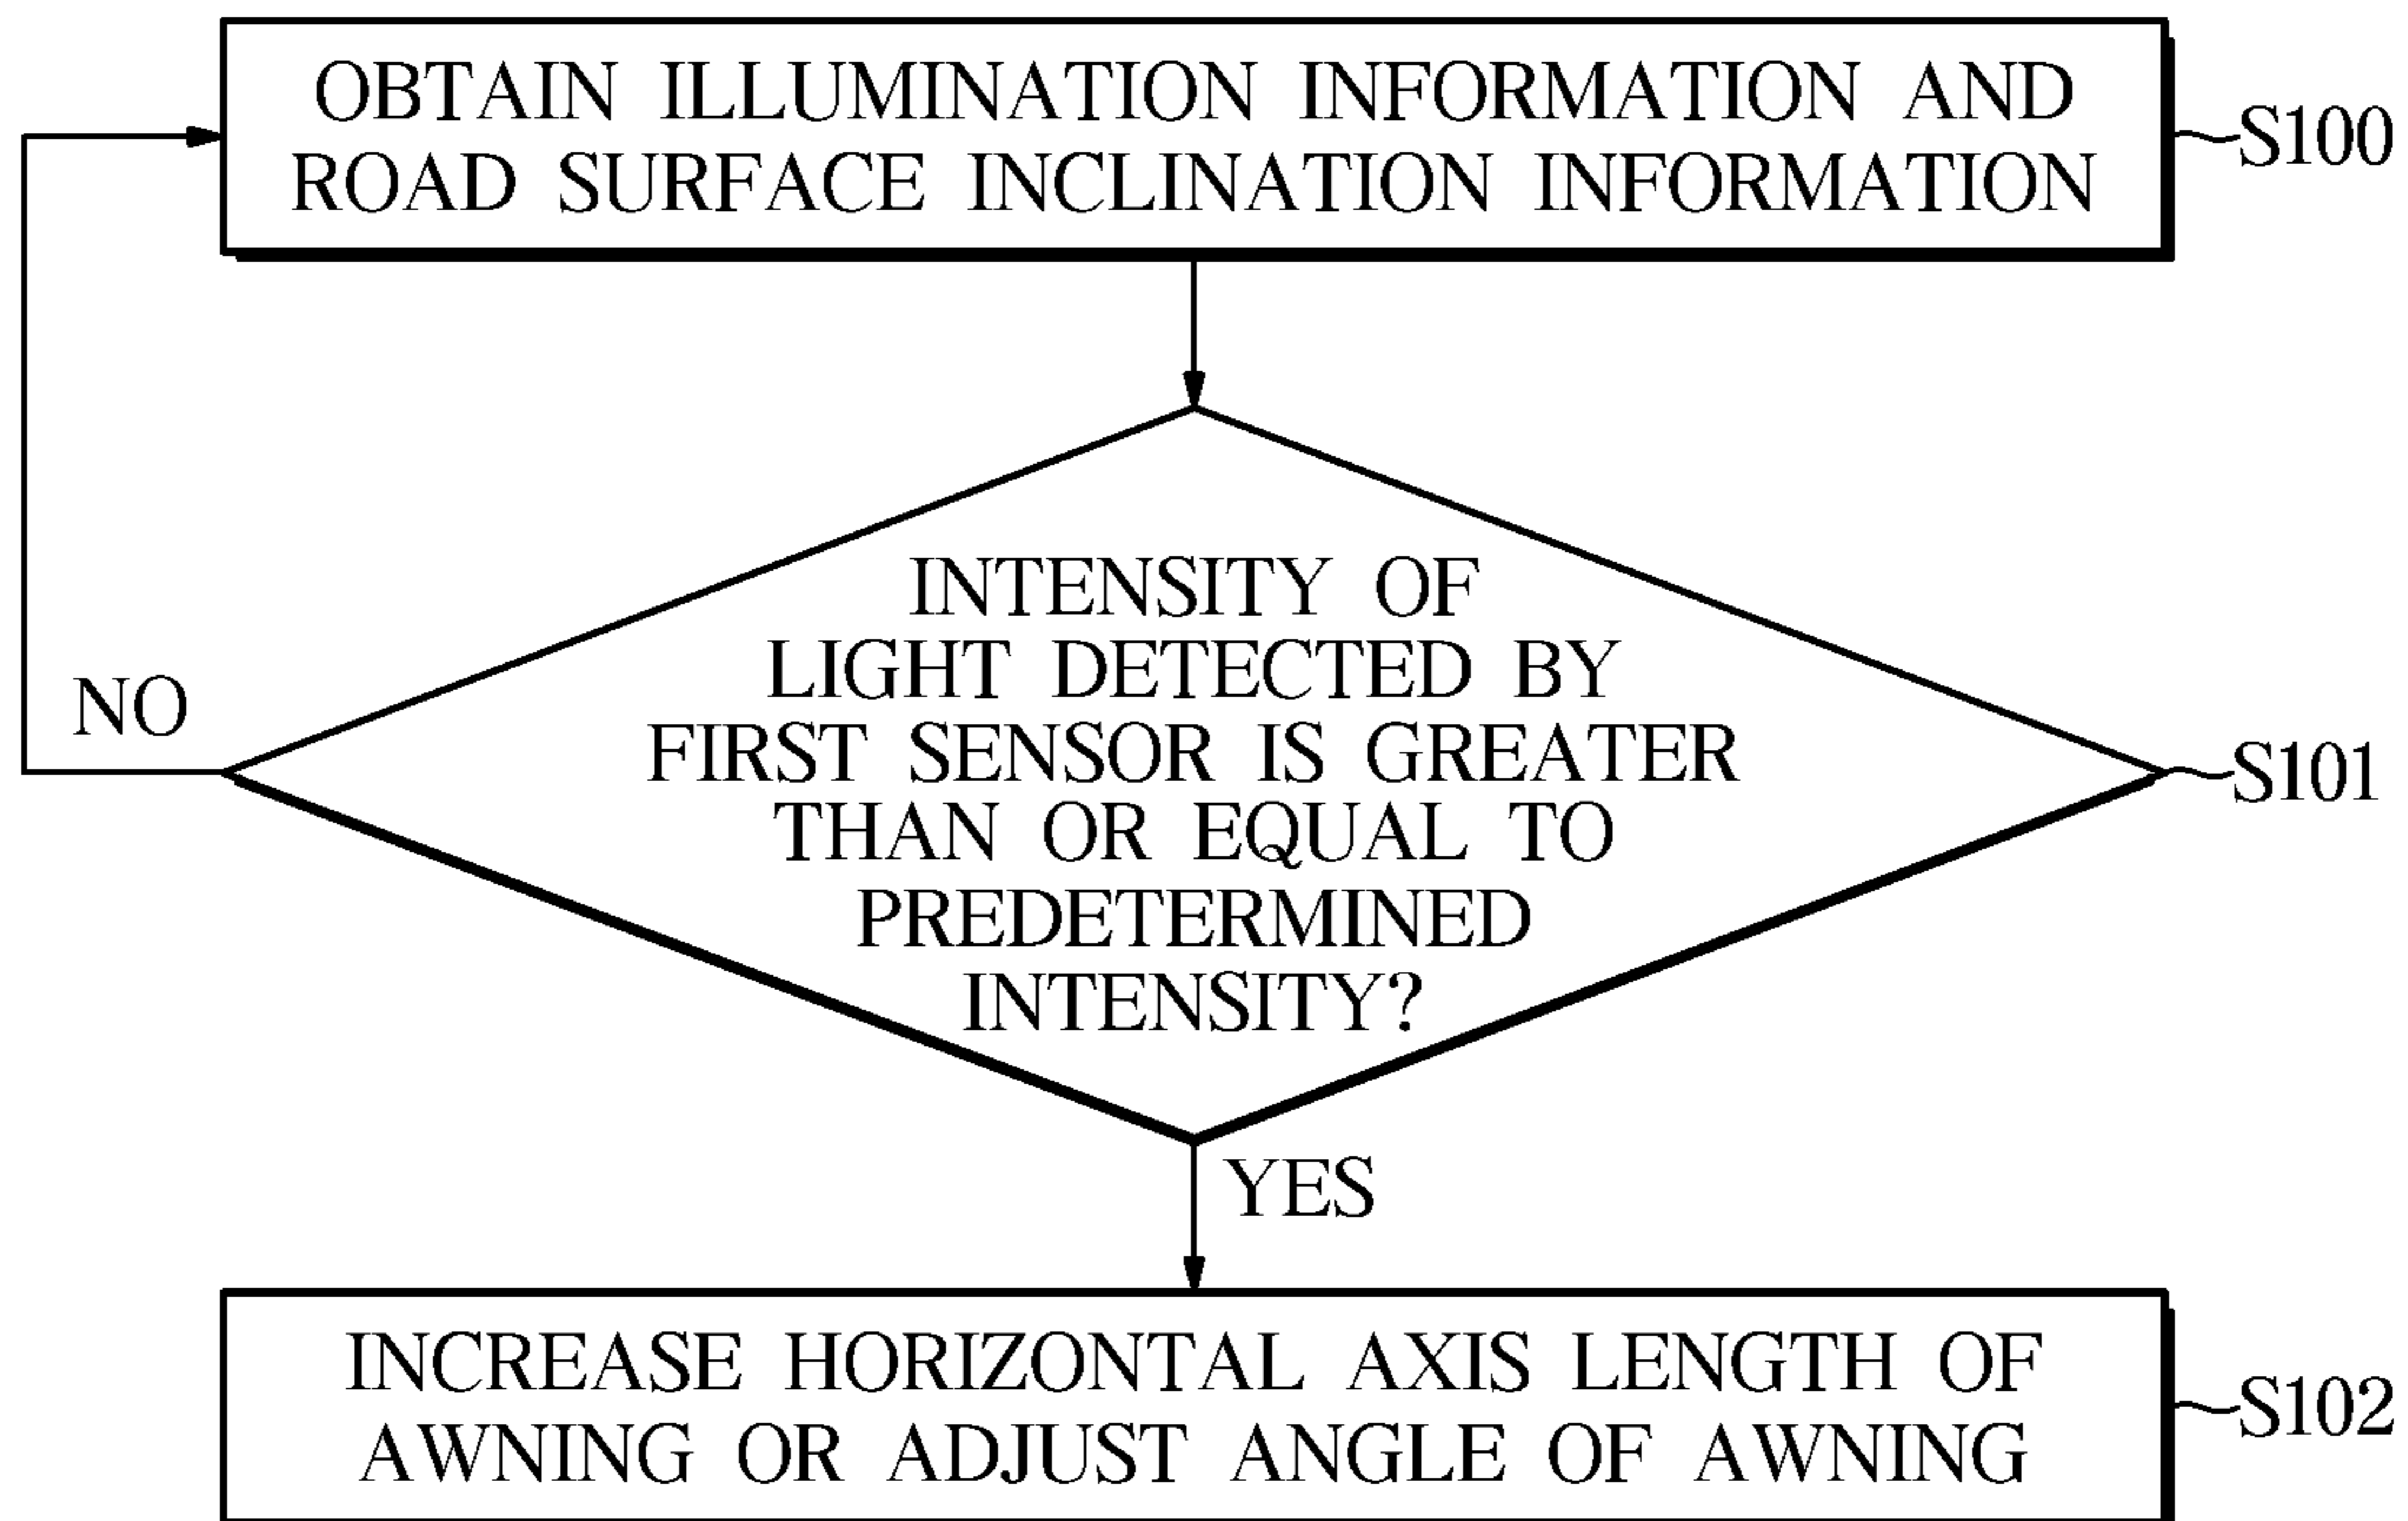 OBTAIN ILLUMINATION INFORMATION AND
ROAD SURFACE INCLINATION INFORMATION
S100
INTENSITY OF
LIGHT DETECTED BY
FIRST SENSOR IS GREATER
THAN OR EQUAL TO
PREDETERMINED
INTENSITY?
NO
S101
YES
INCREASE HORIZONTAL AXIS LENGTH OF
AWNING OR ADJUST ANGLE OF AWNING
S102